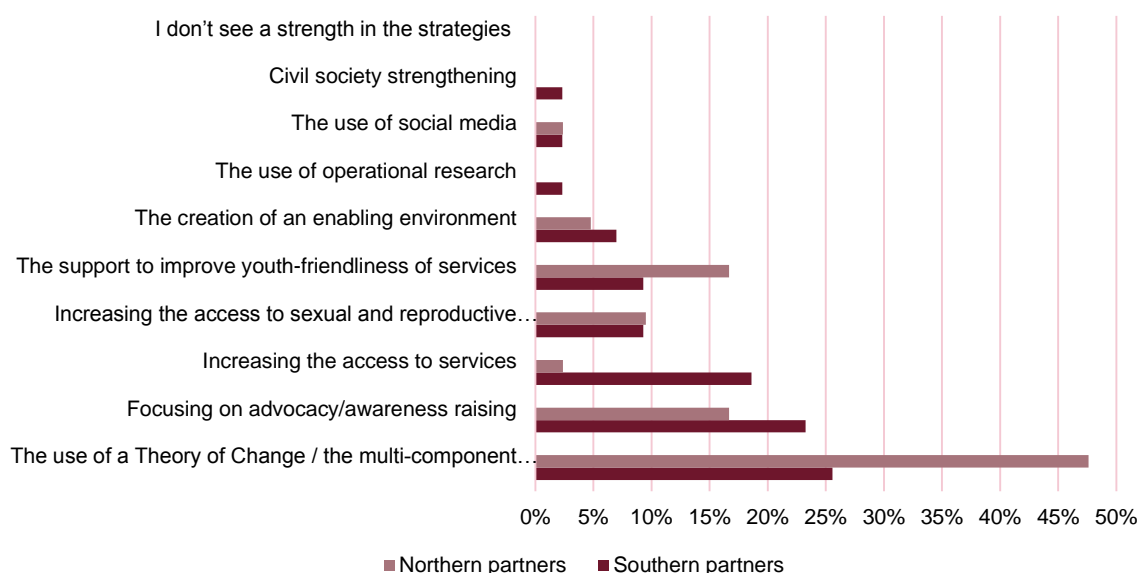 I don’t see a strength in the strategies
Civil society strengthening
The use of social media
The use of operational research
The creation of an enabling environment
The support to improve youth-friendliness of services
Increasing the access to sexual and reproductive…
Increasing the access to services
Focusing on advocacy/awareness raising
The use of a Theory of Change / the multi-component…
0% 5% 10% 15% 20% 25% 30% 35% 40% 45% 50%
Northern partners Southern partners